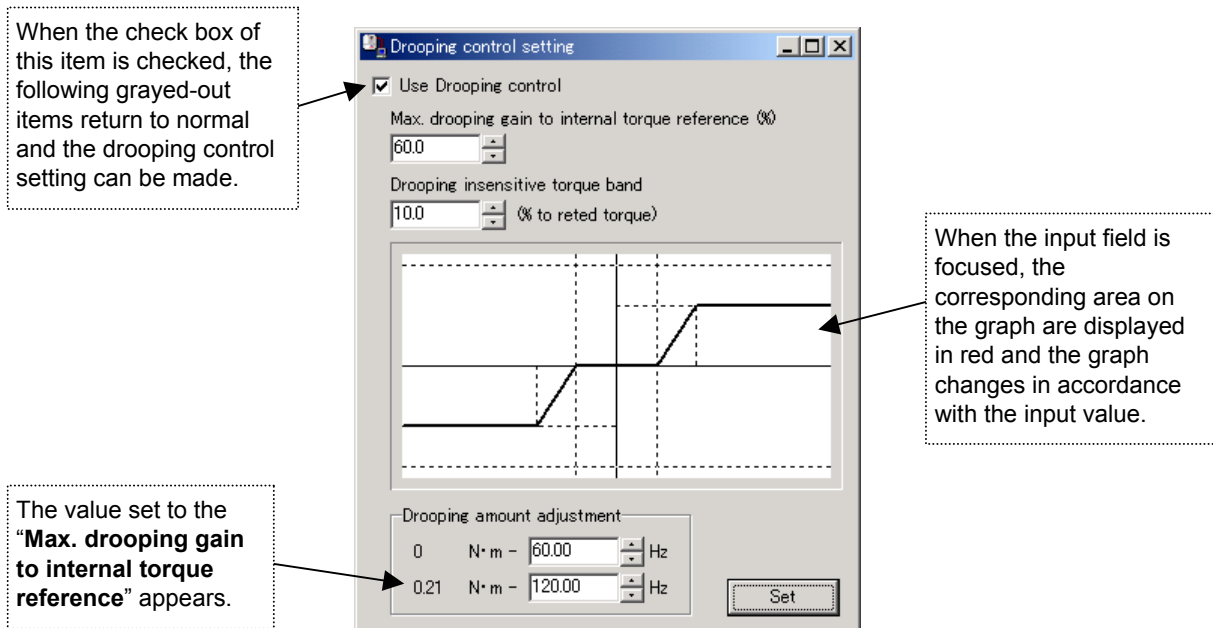 When the check box of
this item is checked, the
following grayed-out
items return to normal
and the drooping control
setting can be made.
Drooping control setting
Use Drooping control
Max. drooping gain to internal torque reference (%)
60.0
Drooping insensitive torque band
10.0 (% to reted torque)
When the input field is
focused, the
corresponding area on
the graph are displayed
in red and the graph
changes in accordance
with the input value.
The value set to the
“Max. drooping gain
to internal torque
reference” appears.
Drooping amount adjustment
0 N･m - 60.00 Hz
0.21 N･m - 120.00 Hz
Set